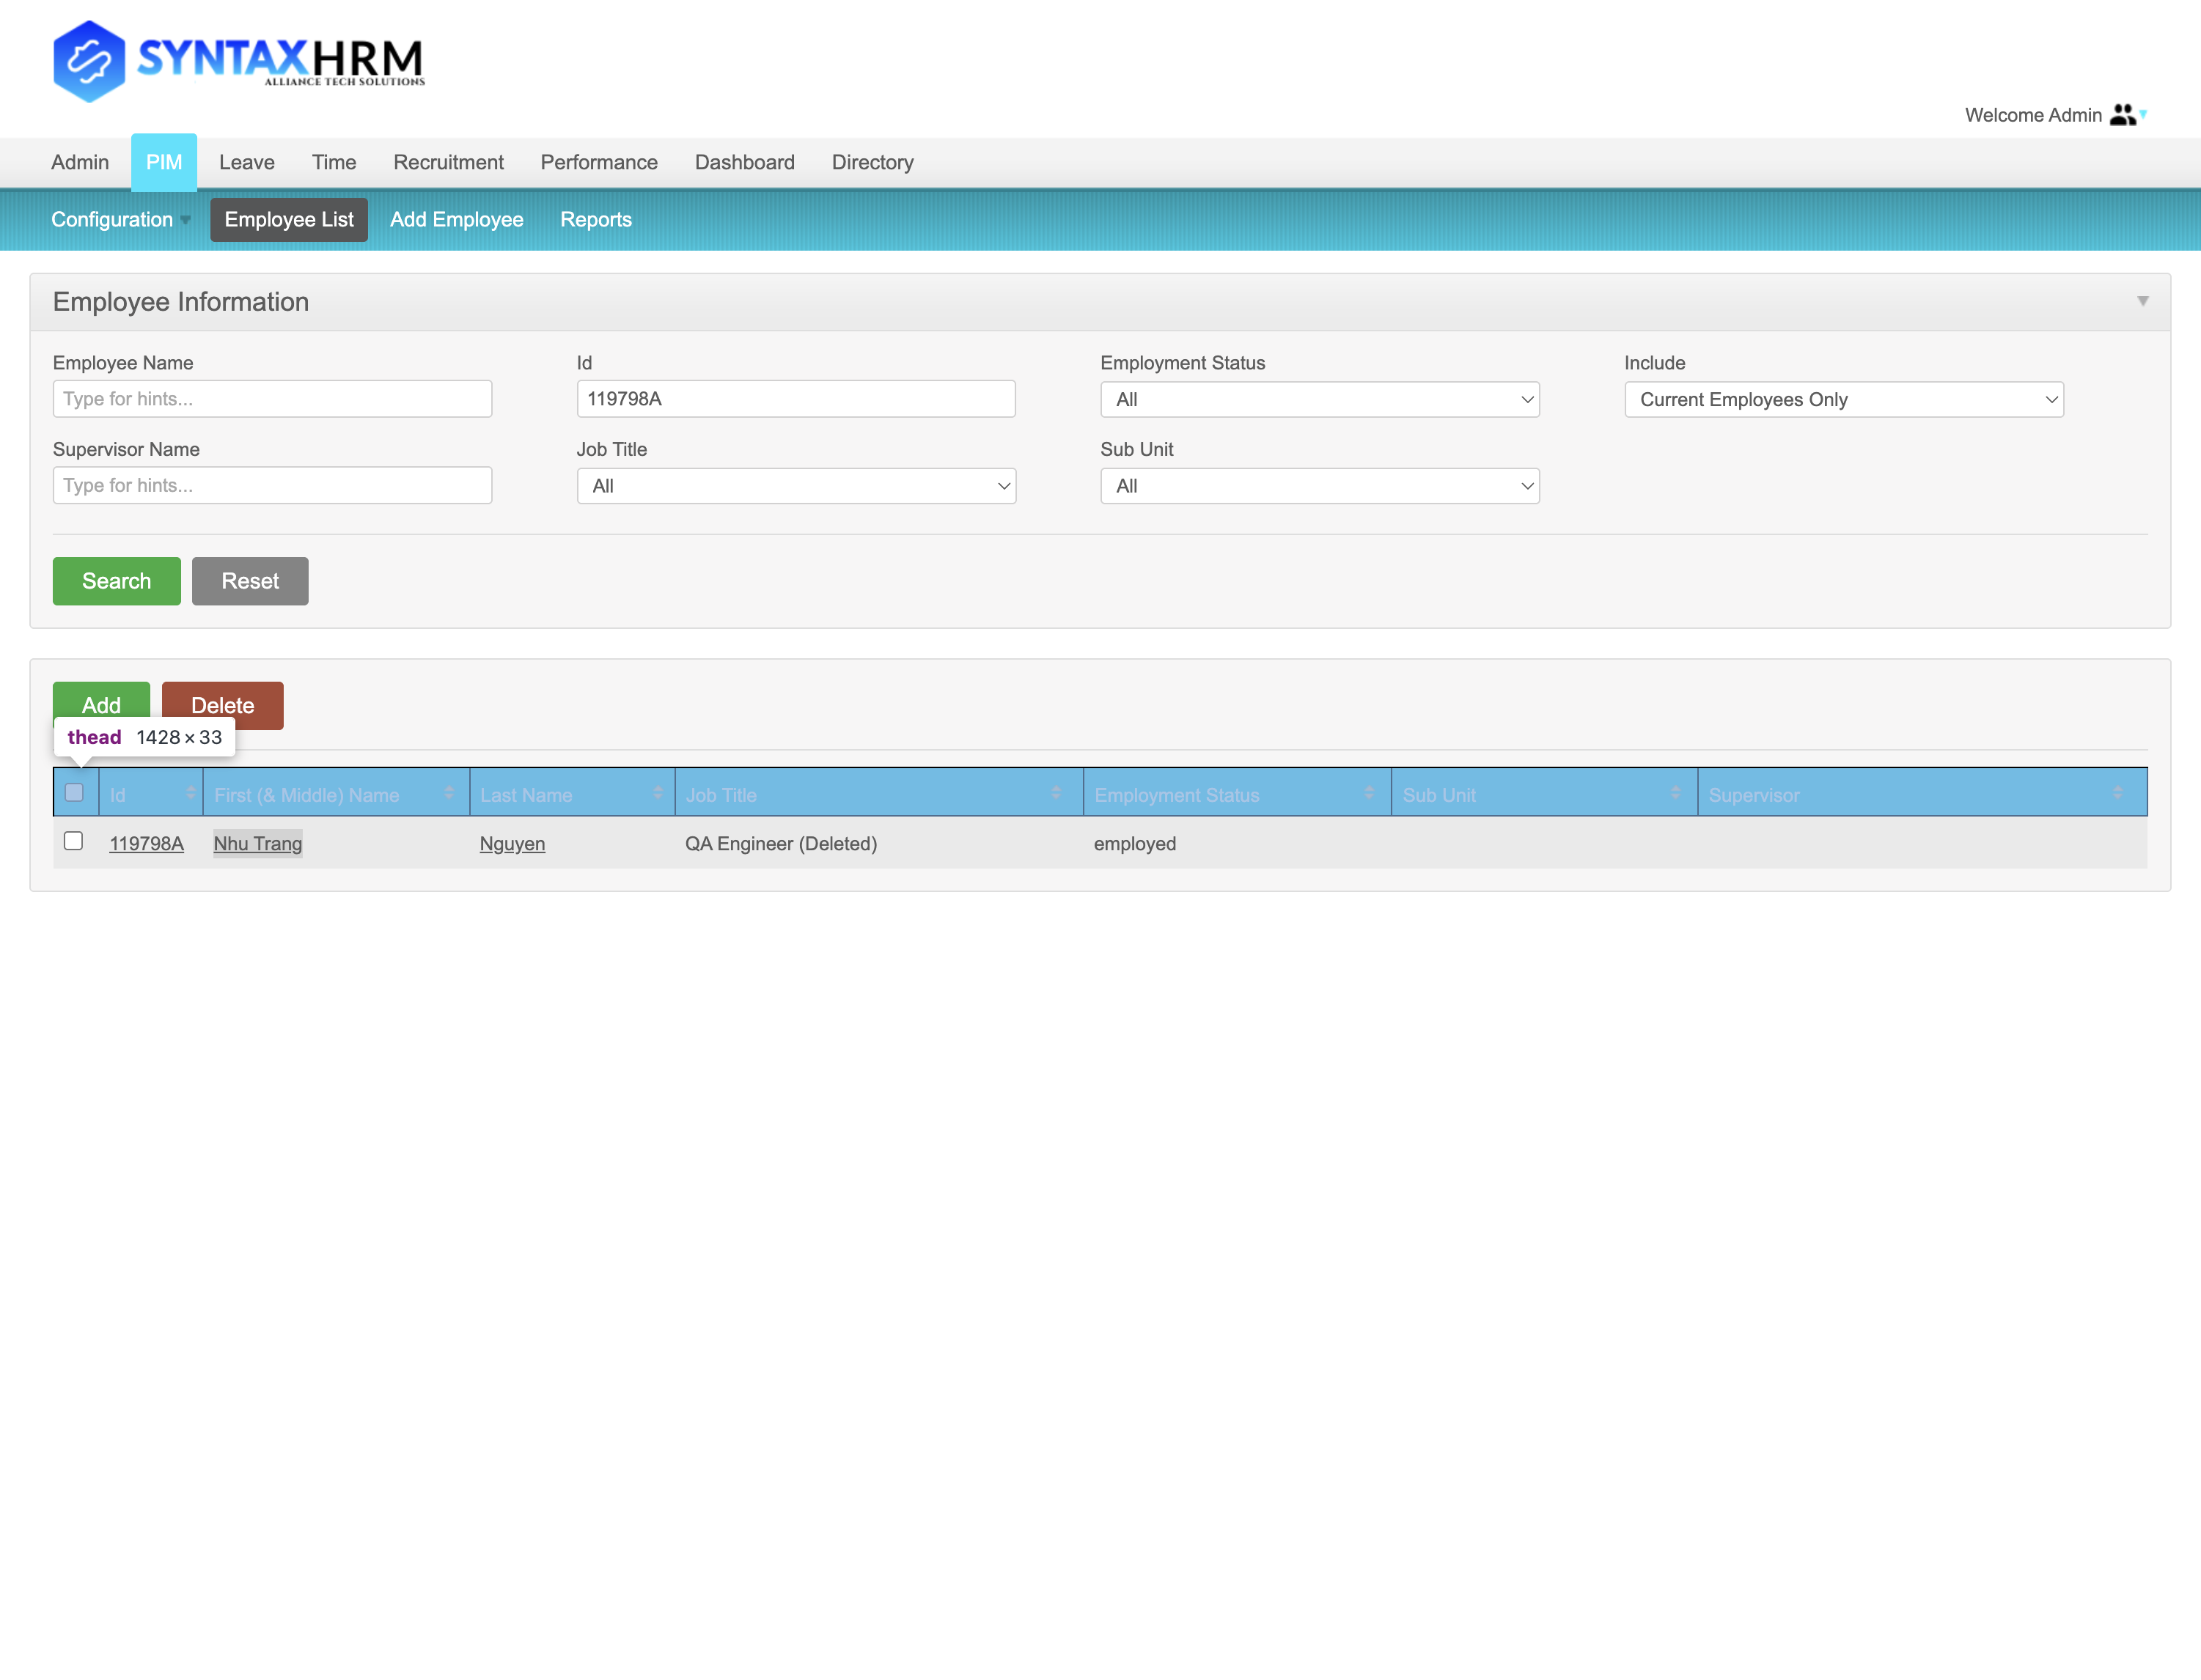 SYNTAXHRM
ALLIANCE TECH SOLUTIONS
Welcome Admin
Admin PIM Leave Time Recruitment Performance Dashboard Directory
Configuration Employee List Add Employee Reports
Employee Information
Employee Name Id Employment Status Include
Type for hints... 119798A All Current Employees Only
Supervisor Name Job Title Sub Unit
Type for hints... All All
Search Reset
Add Delete
thead 1428×33
Id First (& Middle) Name Last Name Job Title Employment Status Sub Unit Supervisor
119798A Nhu Trang Nguyen QA Engineer (Deleted) employed